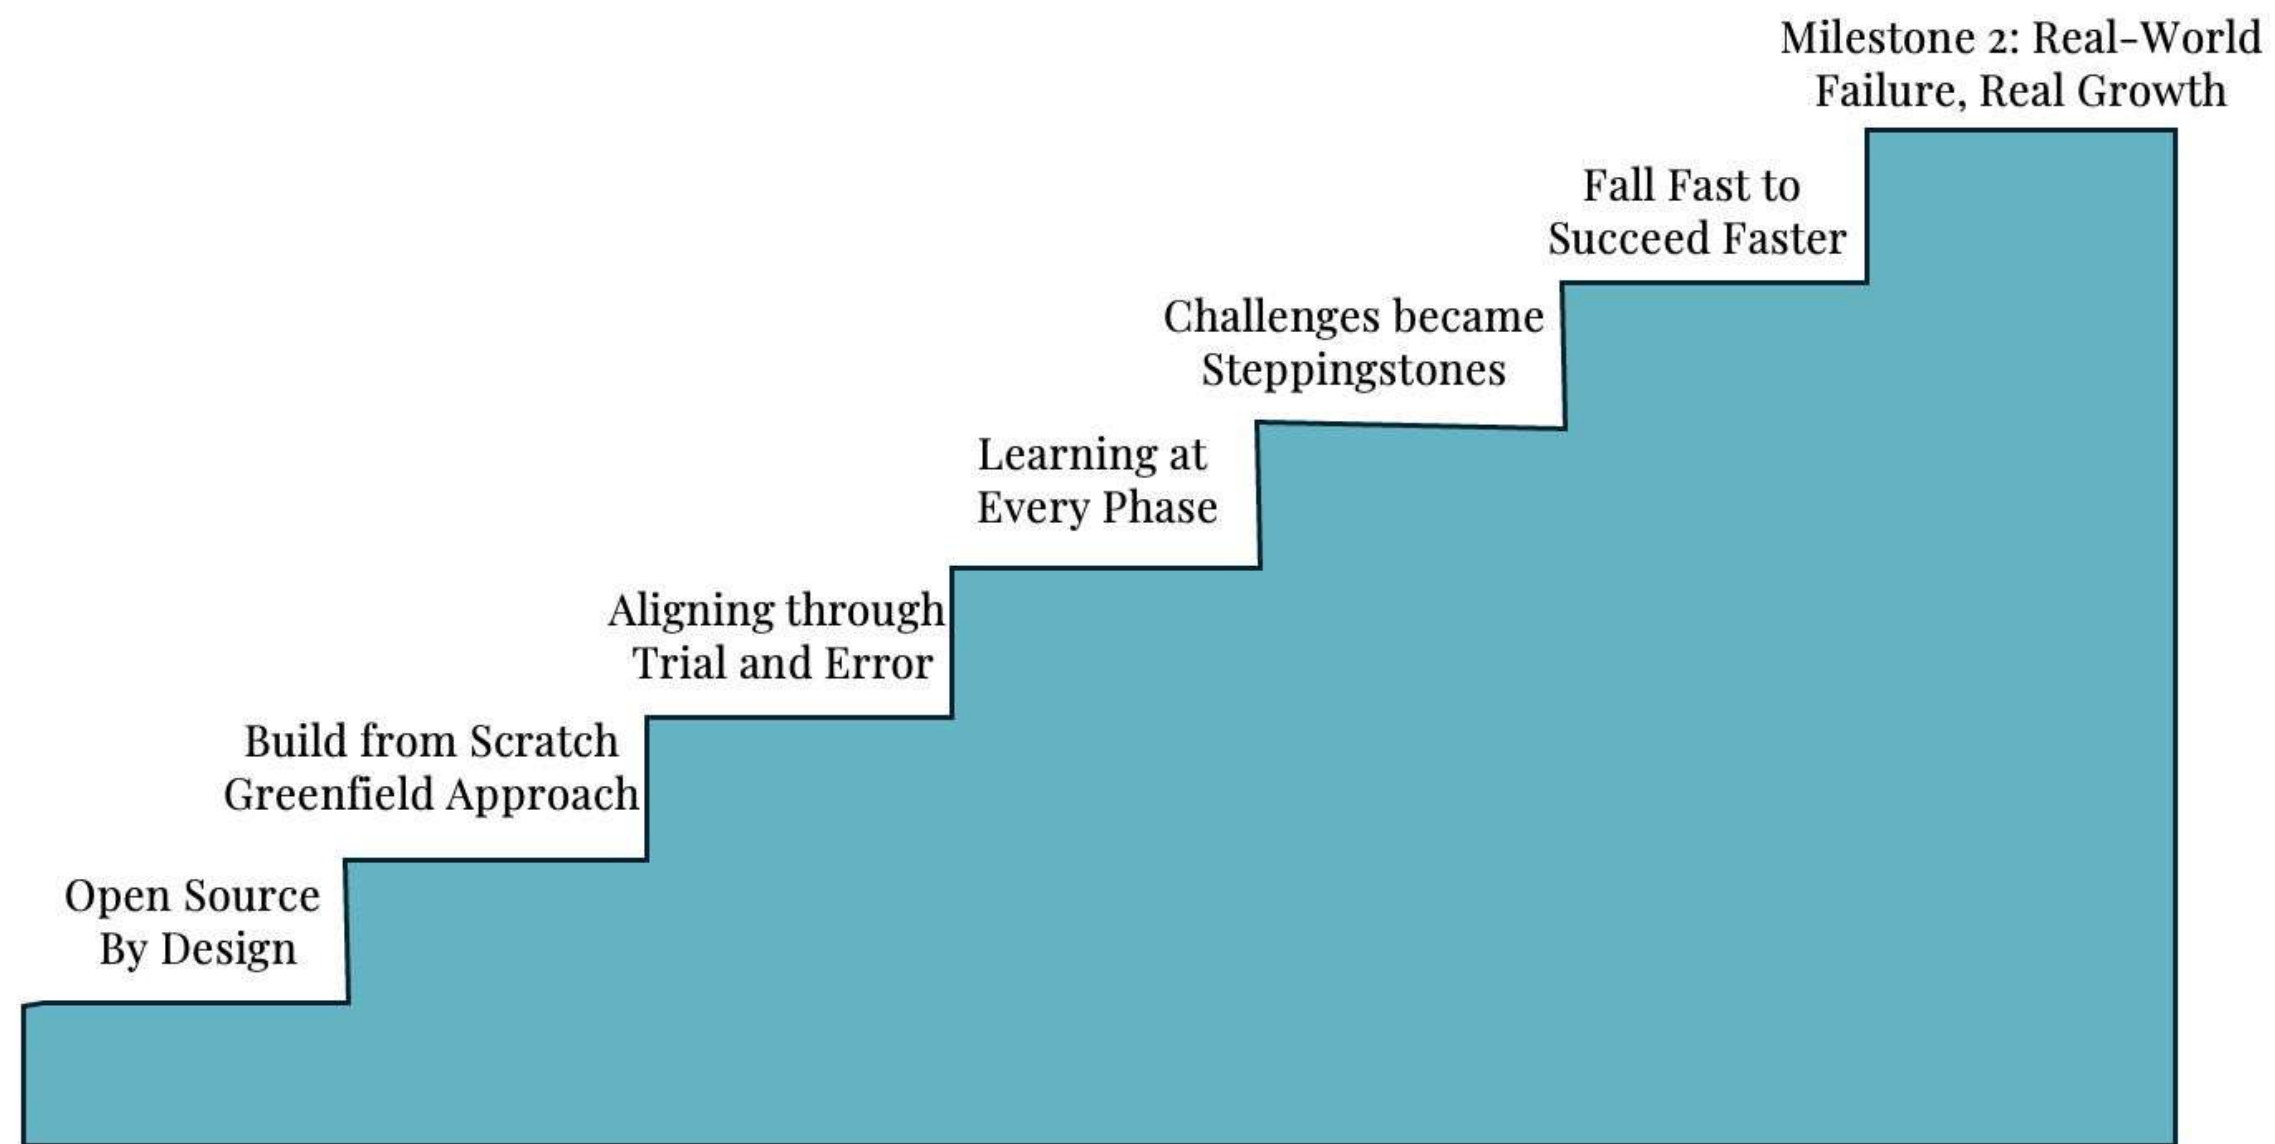 Milestone 2: Real-World
Failure, Real Growth
Fall Fast to
Succeed Faster
Challenges became
Steppingstones
Learning at
Every Phase
Aligning through
Trial and Error
Build from Scratch
Greenfield Approach
Open Source
By Design